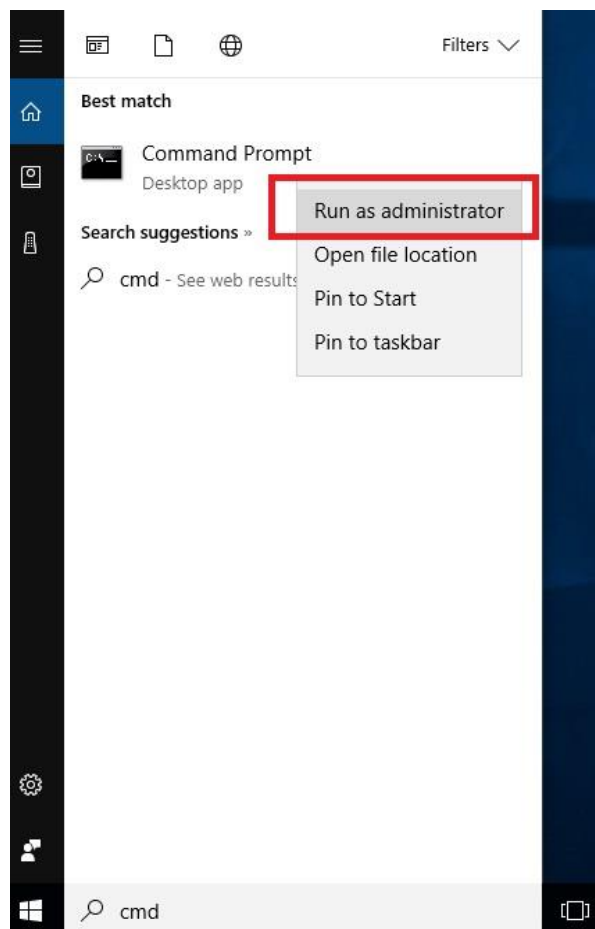 Filters
Best match
Command Prompt
Desktop app
Run as administrator
Search suggestions »
Open file location
cmd - See web results
Pin to Start
Pin to taskbar
cmd